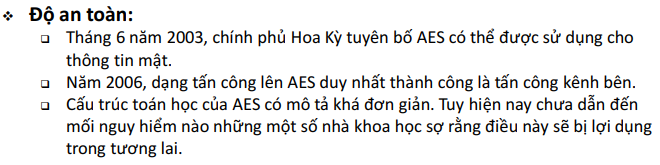 ❖ Độ an toàn:
❑ Tháng 6 năm 2003, chính phủ Hoa Kỳ tuyên bố AES có thể được sử dụng cho
thông tin mật.
❑ Năm 2006, dạng tấn công lên AES duy nhất thành công là tấn công kênh bên.
❑ Cấu trúc toán học của AES có mô tả khá đơn giản. Tuy hiện nay chưa dẫn đến
mối nguy hiểm nào những một số nhà khoa học sợ rằng điều này sẽ bị lợi dụng
trong tương lai.